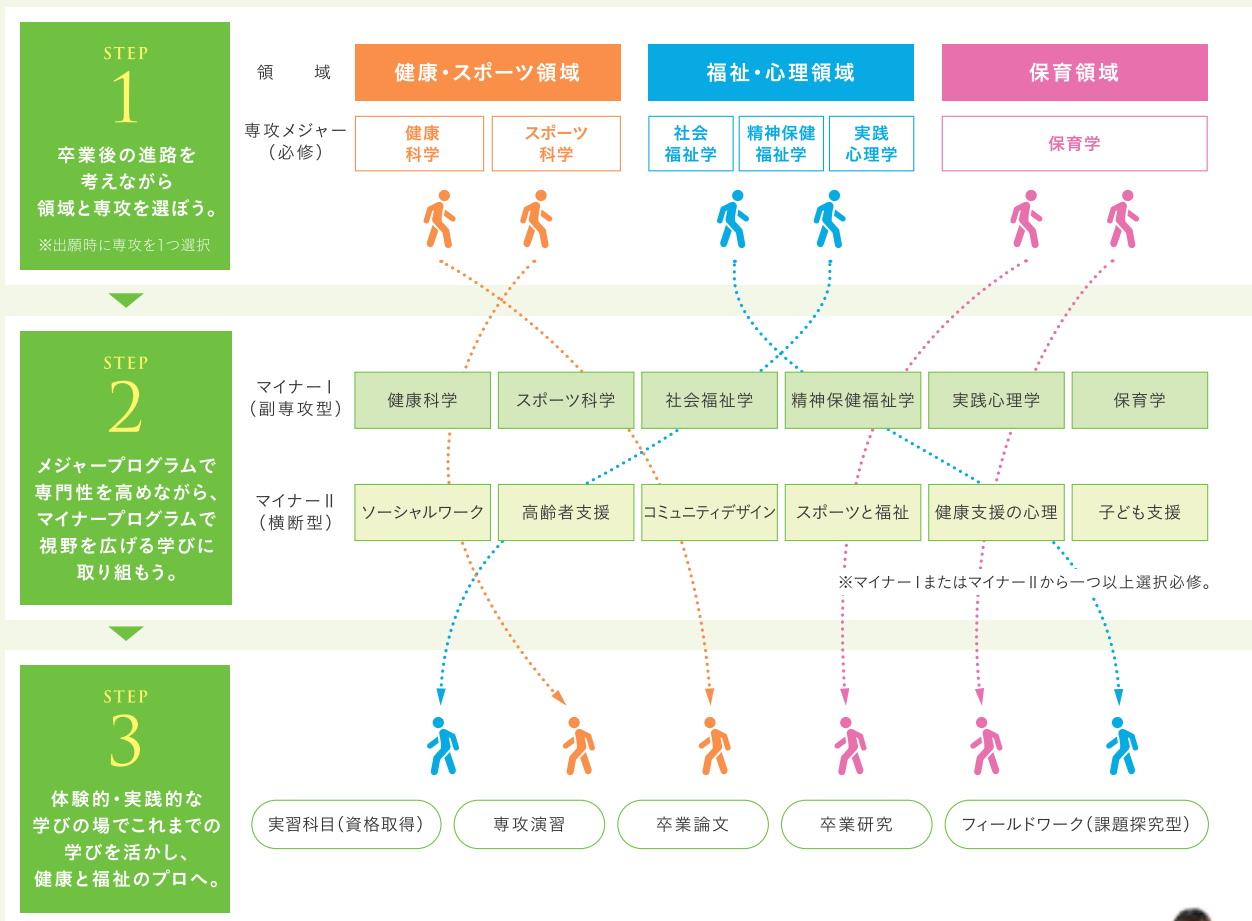 STEP
1
卒業後の進路を
考えながら
領域と専攻を選ぼう。
※出願時に専攻を1つ選択
領　域
健康・スポーツ領域
福祉・心理領域
保育領域
専攻メジャー
（必修）
健康
科学
スポーツ
科学
社会
福祉学
精神保健
福祉学
実践
心理学
保育学
STEP
2
メジャープログラムで
専門性を高めながら、
マイナープログラムで
視野を広げる学びに
取り組もう。
マイナーⅠ
（副専攻型）
健康科学
スポーツ科学
社会福祉学
精神保健福祉学
実践心理学
保育学
マイナーⅡ
（横断型）
ソーシャルワーク
高齢者支援
コミュニティデザイン
スポーツと福祉
健康支援の心理
子ども支援
※マイナーⅠまたはマイナーⅡから一つ以上選択必修。
STEP
3
体験的・実践的な
学びの場でこれまでの
学びを活かし、
健康と福祉のプロへ。
実習科目（資格取得）
専攻演習
卒業論文
卒業研究
フィールドワーク（課題探究型）